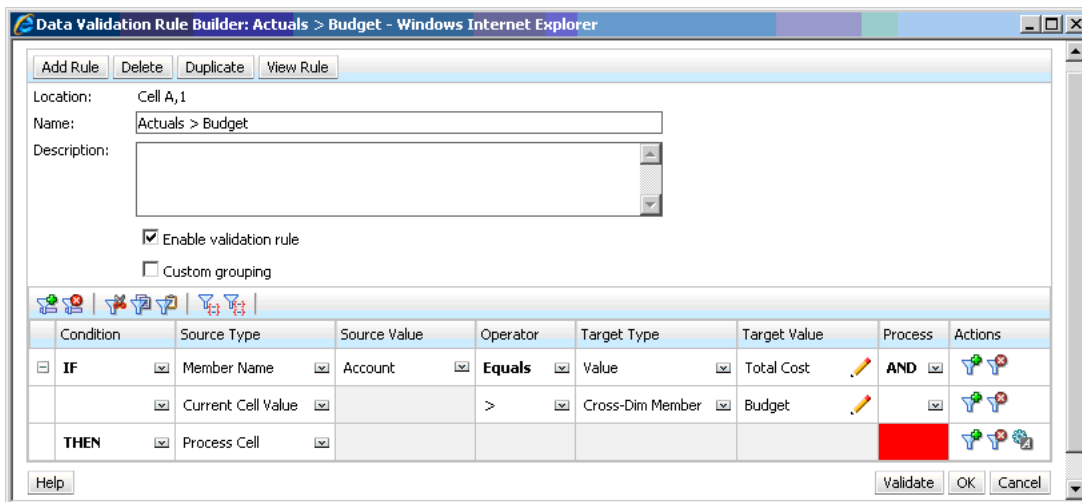 Data Validation Rule Builder: Actuals > Budget - Windows Internet Explorer
Add Rule Delete Duplicate View Rule
Location: Cell A,1
Name: Actuals > Budget
Description:
Enable validation rule
Custom grouping
Condition Source Type Source Value Operator Target Type Target Value Process Actions
IF Member Name Account Equals Value Total Cost AND
Current Cell Value > Cross-Dim Member Budget
THEN Process Cell
Help Validate OK Cancel